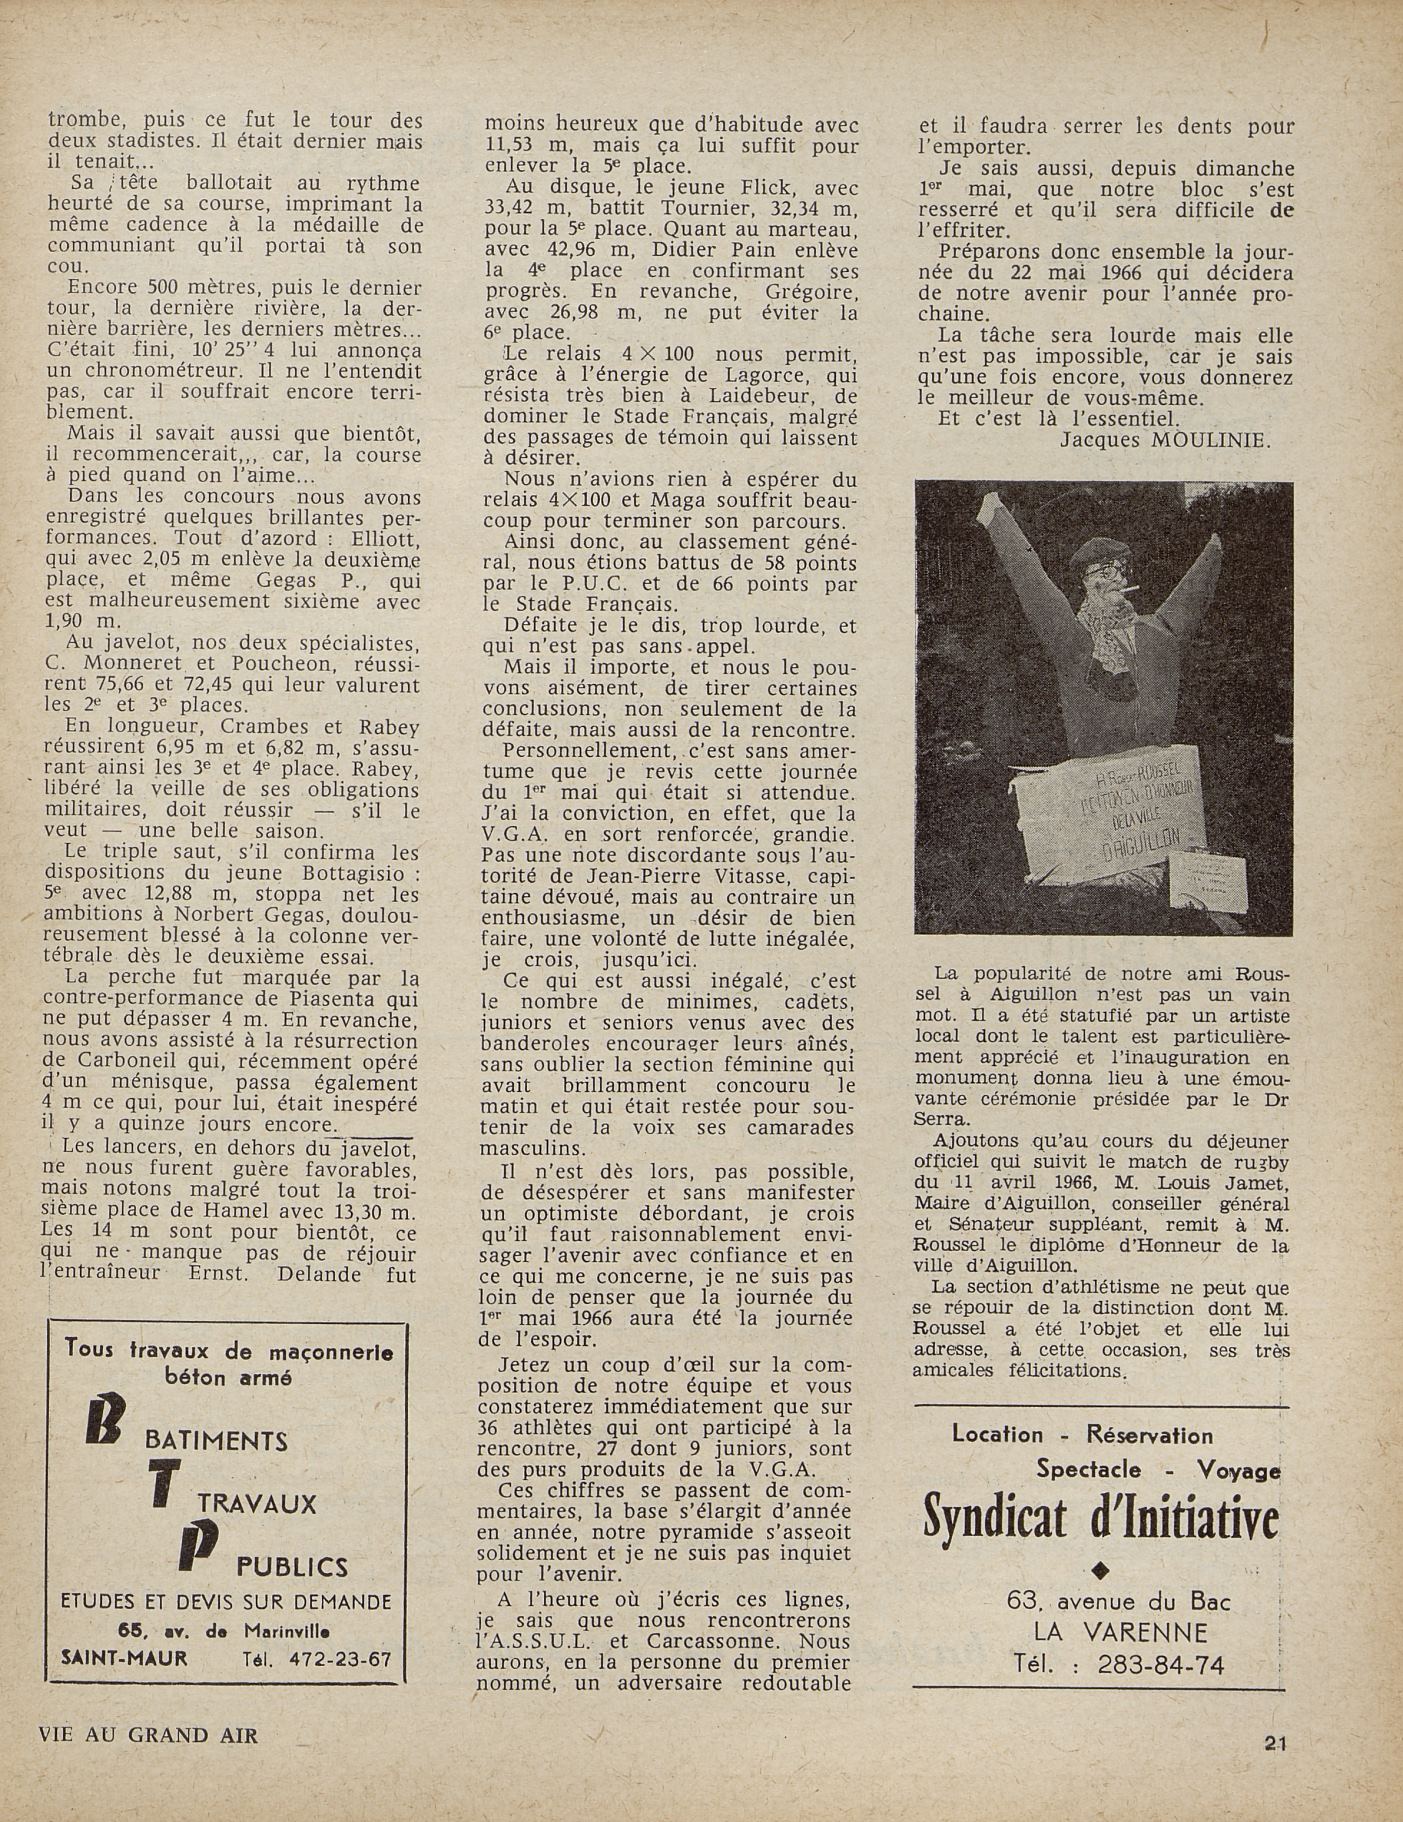 trombe, puis ce fut le tour des
deux stadistes. Il était dernier mais
il tenait...
Sa tête ballotait au rythme
heurté de sa course, imprimant la
même cadence à la médaille de
communiant qu'il portai tà son
cou.
Encore 500 mètres, puis le dernier
tour, la dernière rivière, la der-
nière barrière, les derniers mètres...
C'était fini, 10' 25'' 4 lui annonça
un chronométreur. Il ne l'entendit
pas, car il souffrait encore terri-
blement.
Mais il savait aussi que bientôt,
il recommencerait,,, car, la course
à pied quand on l'aime...
Dans les concours nous avons
enregistré quelques brillantes per-
formances. Tout d'azord : Elliott,
qui avec 2,05 m enlève la deuxième
place, et même Gegas P., qui
est malheureusement sixième avec
1,90 m.
Au javelot, nos deux spécialistes,
C. Monneret et Poucheon, réussi-
rent 75,66 et 72,45 qui leur valurent
les 2e et 3e places.
En longueur, Crambes et Rabey
réussirent 6,95 m et 6,82 m, s'assu-
rant ainsi les 3e et 4e place. Rabey,
libéré la veille de ses obligations
militaires, doit réussir — s'il le
veut — une belle saison.
Le triple saut, s'il confirma les
dispositions du jeune Bottagisio :
5e avec 12,88 m, stoppa net les
ambitions à Norbert Gegas, doulou-
reusement blessé à la colonne ver-
tébrale dès le deuxième essai.
La perche fut marquée par la
contre-performance de Piasenta qui
ne put dépasser 4 m. En revanche,
nous avons assisté à la résurrection
de Carboneil qui, récemment opéré
d'un ménisque, passa également
4 m ce qui, pour lui, était inespéré
il y a quinze jours encore.
Les lancers, en dehors du javelot,
ne nous furent guère favorables,
mais notons malgré tout la troi-
sième place de Hamel avec 13,30 m.
Les 14 m sont pour bientôt, ce
qui ne manque pas de réjouir
l'entraîneur Ernst. Delande fut
Tous travaux de maçonnerie
béton armé
B BATIMENTS
T TRAVAUX
P PUBLICS
ETUDES ET DEVIS SUR DEMANDE
65, av. de Marinville
SAINT-MAUR Tél. 472-23-67
moins heureux que d'habitude avec
11,53 m, mais ça lui suffit pour
enlever la 5e place.
Au disque, le jeune Flick, avec
33,42 m, battit Tournier, 32,34 m,
pour la 5e place. Quant au marteau,
avec 42,96 m, Didier Pain enlève
la 4e place en confirmant ses
progrès. En revanche, Grégoire,
avec 26,98 m, ne put éviter la
6e place.
Le relais 4 X 100 nous permit,
grâce à l'énergie de Lagorce, qui
résista très bien à Laidebeur, de
dominer le Stade Français, malgré
des passages de témoin qui laissent
à désirer.
Nous n'avions rien à espérer du
relais 4X100 et Maga souffrit beau-
coup pour terminer son parcours.
Ainsi donc, au classement géné-
ral, nous étions battus de 58 points
par le P.U.C. et de 66 points par
le Stade Français.
Défaite je le dis, trop lourde, et
qui n'est pas sans appel.
Mais il importe, et nous le pou-
vons aisément, de tirer certaines
conclusions, non seulement de la
défaite, mais aussi de la rencontre.
Personnellement, c'est sans amer-
tume que je revis cette journée
du 1er mai qui était si attendue.
J'ai la conviction, en effet, que la
V.G.A. en sort renforcée, grandie.
Pas une note discordante sous l'au-
torité de Jean-Pierre Vitasse, capi-
taine dévoué, mais au contraire un
enthousiasme, un désir de bien
faire, une volonté de lutte inégalée,
je crois, jusqu'ici.
Ce qui est aussi inégalé, c'est
le nombre de minimes, cadets,
juniors et seniors venus avec des
banderoles encourager leurs aînés,
sans oublier la section féminine qui
avait brillamment concouru le
matin et qui était restée pour sou-
tenir de la voix ses camarades
masculins.
Il n'est dès lors, pas possible,
de désespérer et sans manifester
un optimiste débordant, je crois
qu'il faut raisonnablement envi-
sager l'avenir avec confiance et en
ce qui me concerne, je ne suis pas
loin de penser que la journée du
1er mai 1966 aura été la journée
de l'espoir.
Jetez un coup d'œil sur la com-
position de notre équipe et vous
constaterez immédiatement que sur
36 athlètes qui ont participé à la
rencontre, 27 dont 9 juniors, sont
des purs produits de la V.G.A.
Ces chiffres se passent de com-
mentaires, la base s'élargit d'année
en année, notre pyramide s'asseoit
solidement et je ne suis pas inquiet
pour l'avenir.
A l'heure où j'écris ces lignes,
je sais que nous rencontrerons
l'A.S.S.U.L. et Carcassonne. Nous
aurons, en la personne du premier
nommé, un adversaire redoutable
et il faudra serrer les dents pour
l'emporter.
Je sais aussi, depuis dimanche
1er mai, que notre bloc s'est
resserré et qu'il sera difficile de
l'effriter.
Préparons donc ensemble la jour-
née du 22 mai 1966 qui décidera
de notre avenir pour l'année pro-
chaine.
La tâche sera lourde mais elle
n'est pas impossible, car je sais
qu'une fois encore, vous donnerez
le meilleur de vous-même.
Et c'est là l'essentiel.
Jacques MOULINIE.
A Robert ROUSSEL
CITOYEN D'HONNEUR
DE LA VILLE
D'AIGUILLON
La popularité de notre ami Rous-
sel à Aiguillon n'est pas un vain
mot. Il a été statufié par un artiste
local dont le talent est particulière-
ment apprécié et l'inauguration en
monument donna lieu à une émou-
vante cérémonie présidée par le Dr
Serra.
Ajoutons qu'au cours du déjeuner
officiel qui suivit le match de rugby
du 11 avril 1966, M. Louis Jamet,
Maire d'Aiguillon, conseiller général
et Sénateur suppléant, remit à M.
Roussel le diplôme d'Honneur de la
ville d'Aiguillon.
La section d'athlétisme ne peut que
se répouir de la distinction dont M.
Roussel a été l'objet et elle lui
adresse, à cette occasion, ses très
amicales félicitations.
Location - Réservation
Spectacle - Voyage
Syndicat d'Initiative
63, avenue du Bac
LA VARENNE
Tél. : 283-84-74
VIE AU GRAND AIR
21